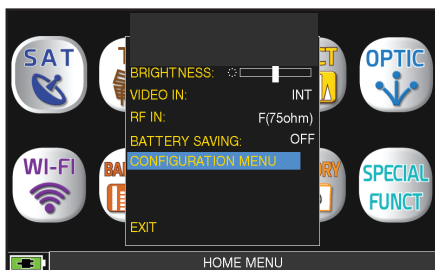 SAT
OPTIC
BRIGHTNESS:
VIDEO IN: INT
RF IN: F(75ohm)
BATTERY SAVING: OFF
CONFIGURATION MENU
WI-FI
SPECIAL
FUNCT
EXIT
HOME MENU